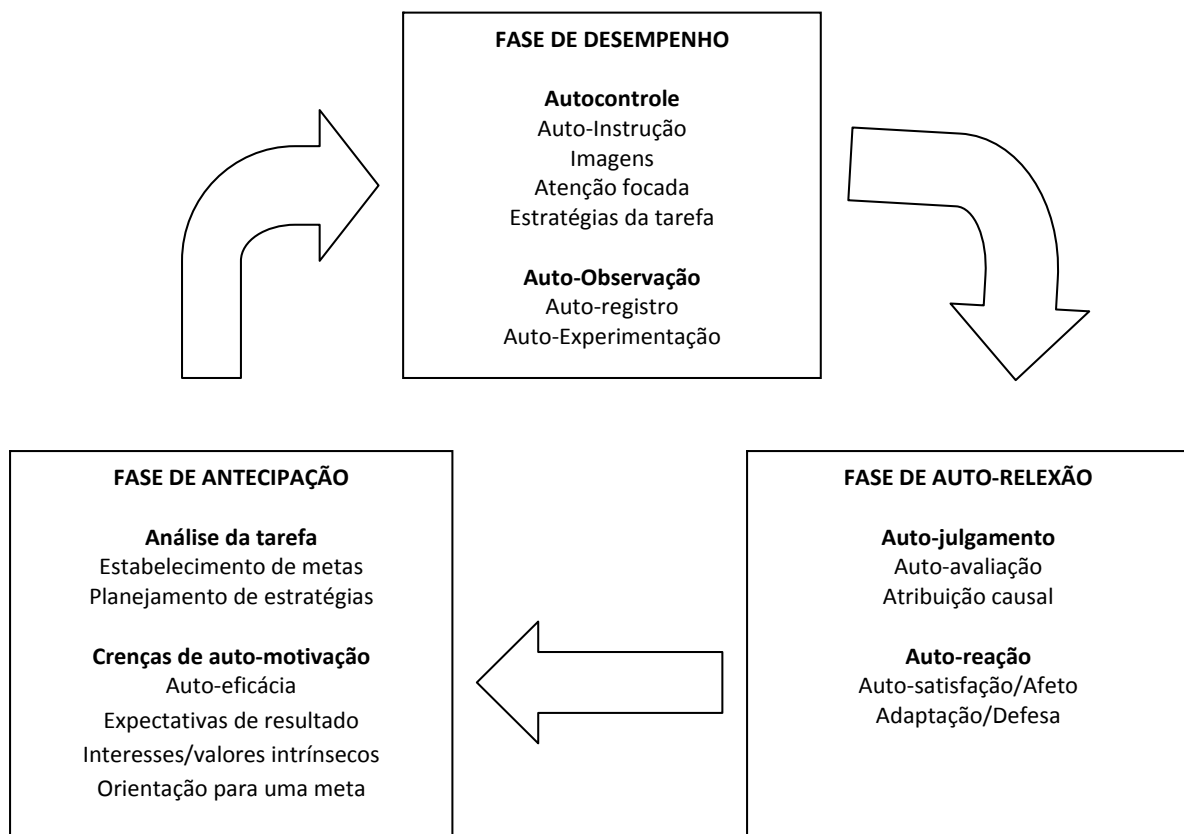 FASE DE DESEMPENHO
Autocontrole
Auto-Instrução
Imagens
Atenção focada
Estratégias da tarefa
Auto-Observação
Auto-registro
Auto-Experimentação
FASE DE ANTECIPAÇÃO
Análise da tarefa
Estabelecimento de metas
Planejamento de estratégias
Crenças de auto-motivação
Auto-eficácia
Expectativas de resultado
Interesses/valores intrínsecos
Orientação para uma meta
FASE DE AUTO-RELEXÃO
Auto-julgamento
Auto-avaliação
Atribuição causal
Auto-reação
Auto-satisfação/Afeto
Adaptação/Defesa